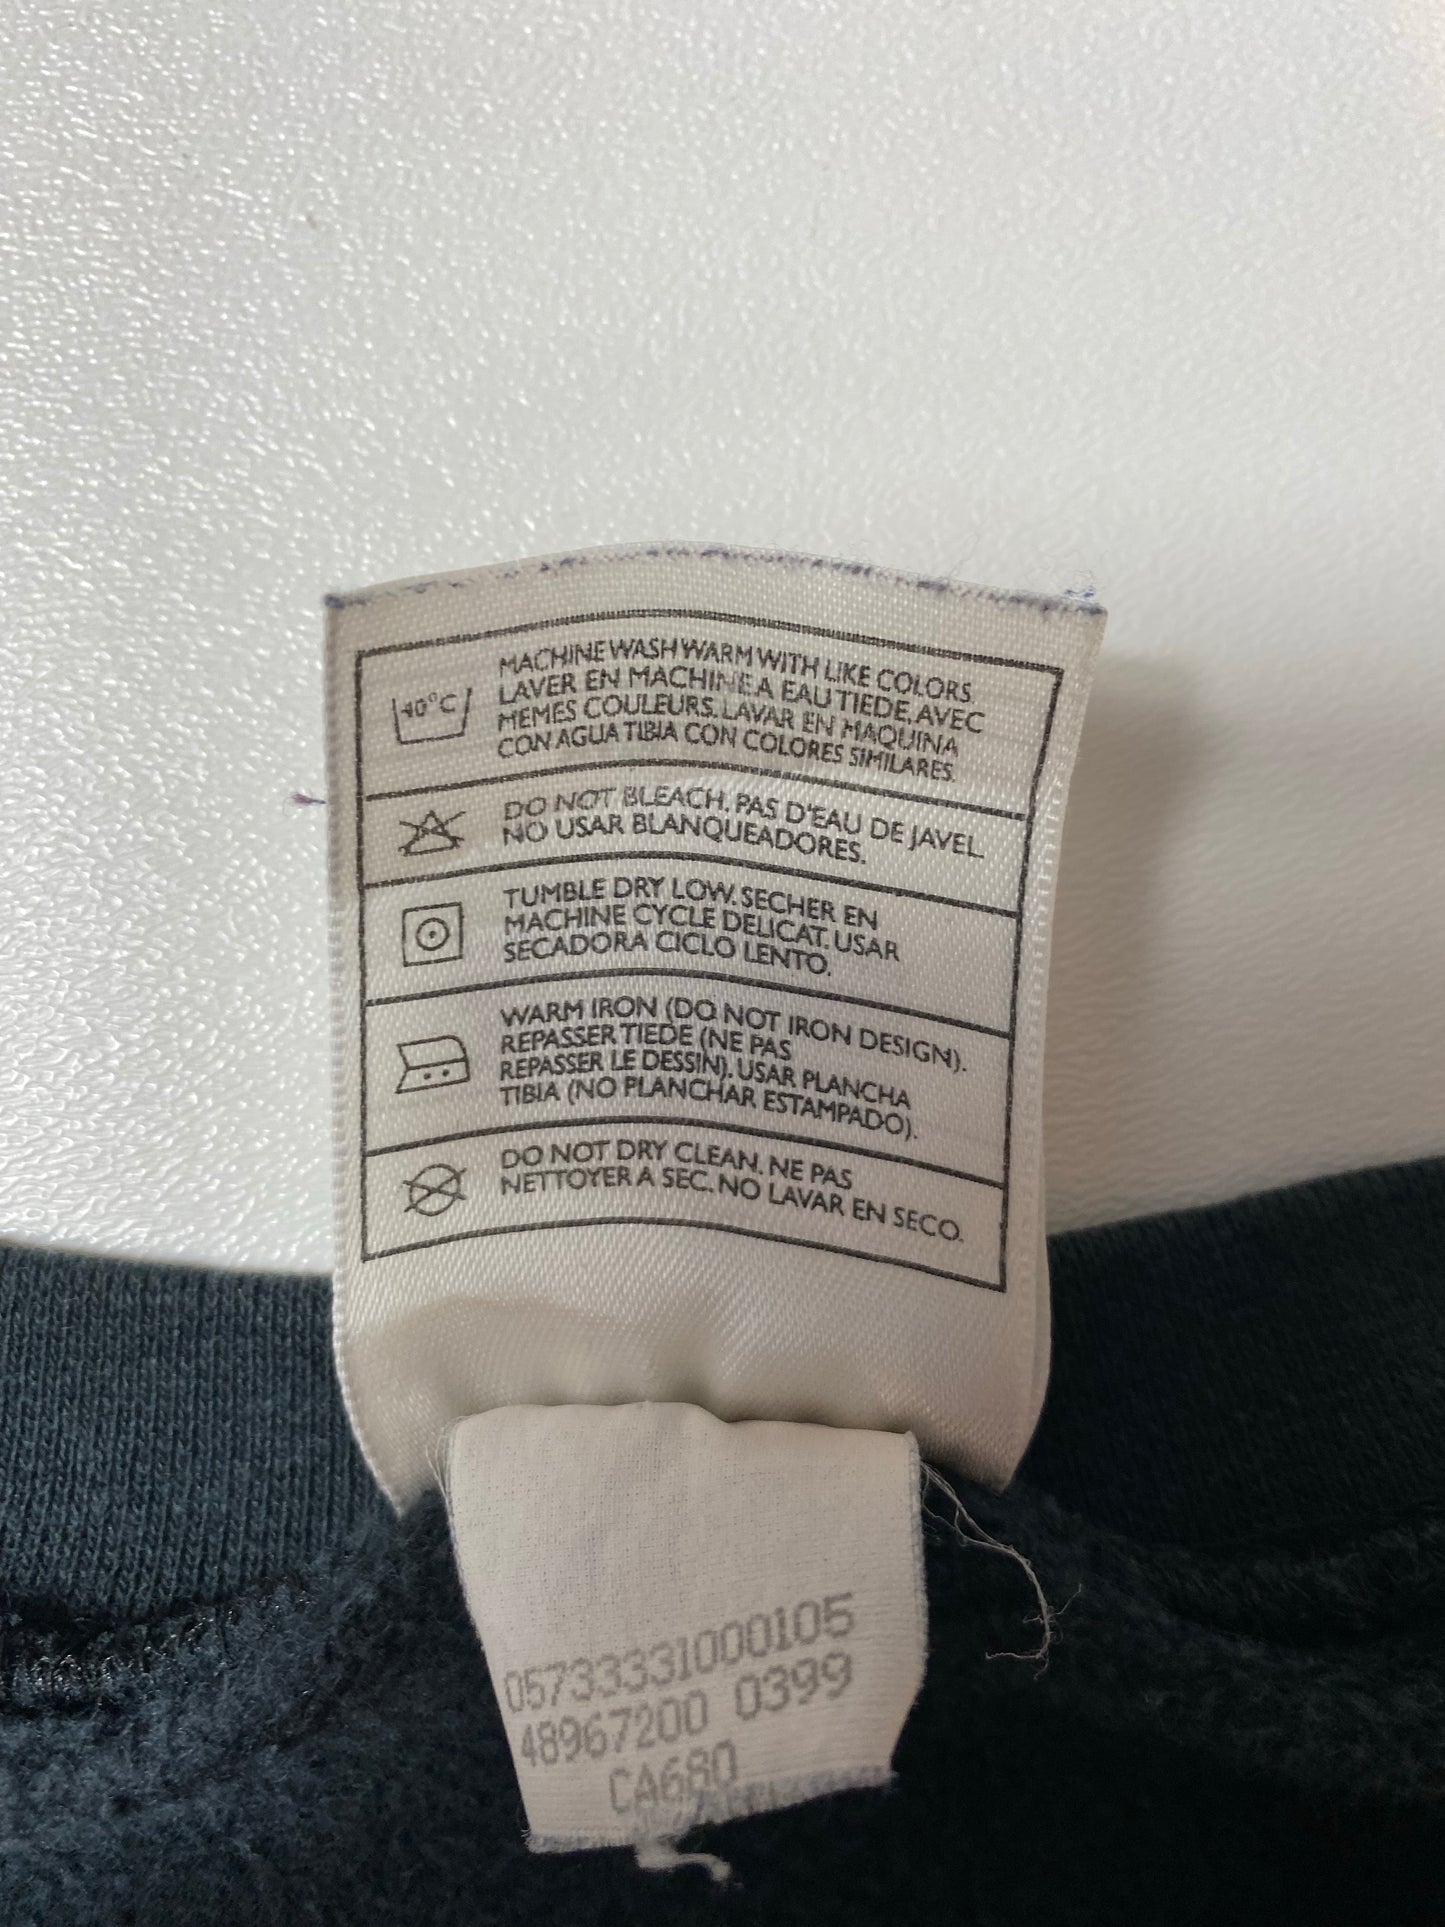 40°C
MACHINE WASH WARM WITH LIKE COLORS
LAVER EN MACHINE A EAU TIEDE, AVEC
MEMES COULEURS. LAVAR EN MAQUINA
CON AGUA TIBIA CON COLORES SIMILARES.
DO NOT BLEACH. PAS D'EAU DE JAVEL
NO USAR BLANQUEADORES.
TUMBLE DRY LOW. SECHER EN
MACHINE CYCLE DELICAT. USAR
SECADORA CICLO LENTO.
WARM IRON (DO NOT IRON DESIGN).
REPASSER TIEDE (NE PAS
REPASSER LE DESSIN). USAR PLANCHA
TIBIA (NO PLANCHAR ESTAMPADO).
DO NOT DRY CLEAN. NE PAS
NETTOYER A SEC. NO LAVAR EN SECO.
05733331000105
48967200 0399
CA680